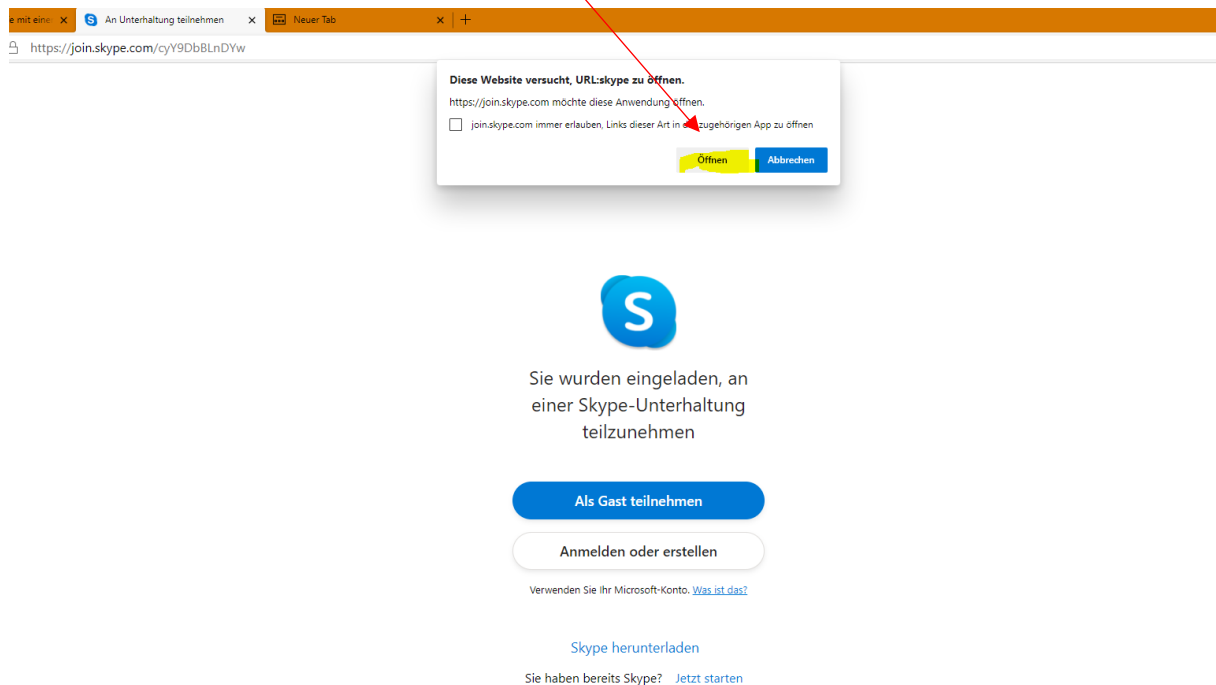 e mit eine
An Unterhaltung teilnehmen
Neuer Tab
https://join.skype.com/cyY9DbBLnDYw
Diese Website versucht, URL:skype zu öffnen.
https://join.skype.com möchte diese Anwendung öffnen.
join.skype.com immer erlauben, Links dieser Art in der zugehörigen App zu öffnen
Öffnen
Abbrechen
S
Sie wurden eingeladen, an
einer Skype-Unterhaltung
teilzunehmen
Als Gast teilnehmen
Anmelden oder erstellen
Verwenden Sie Ihr Microsoft-Konto. Was ist das?
Skype herunterladen
Sie haben bereits Skype? Jetzt starten